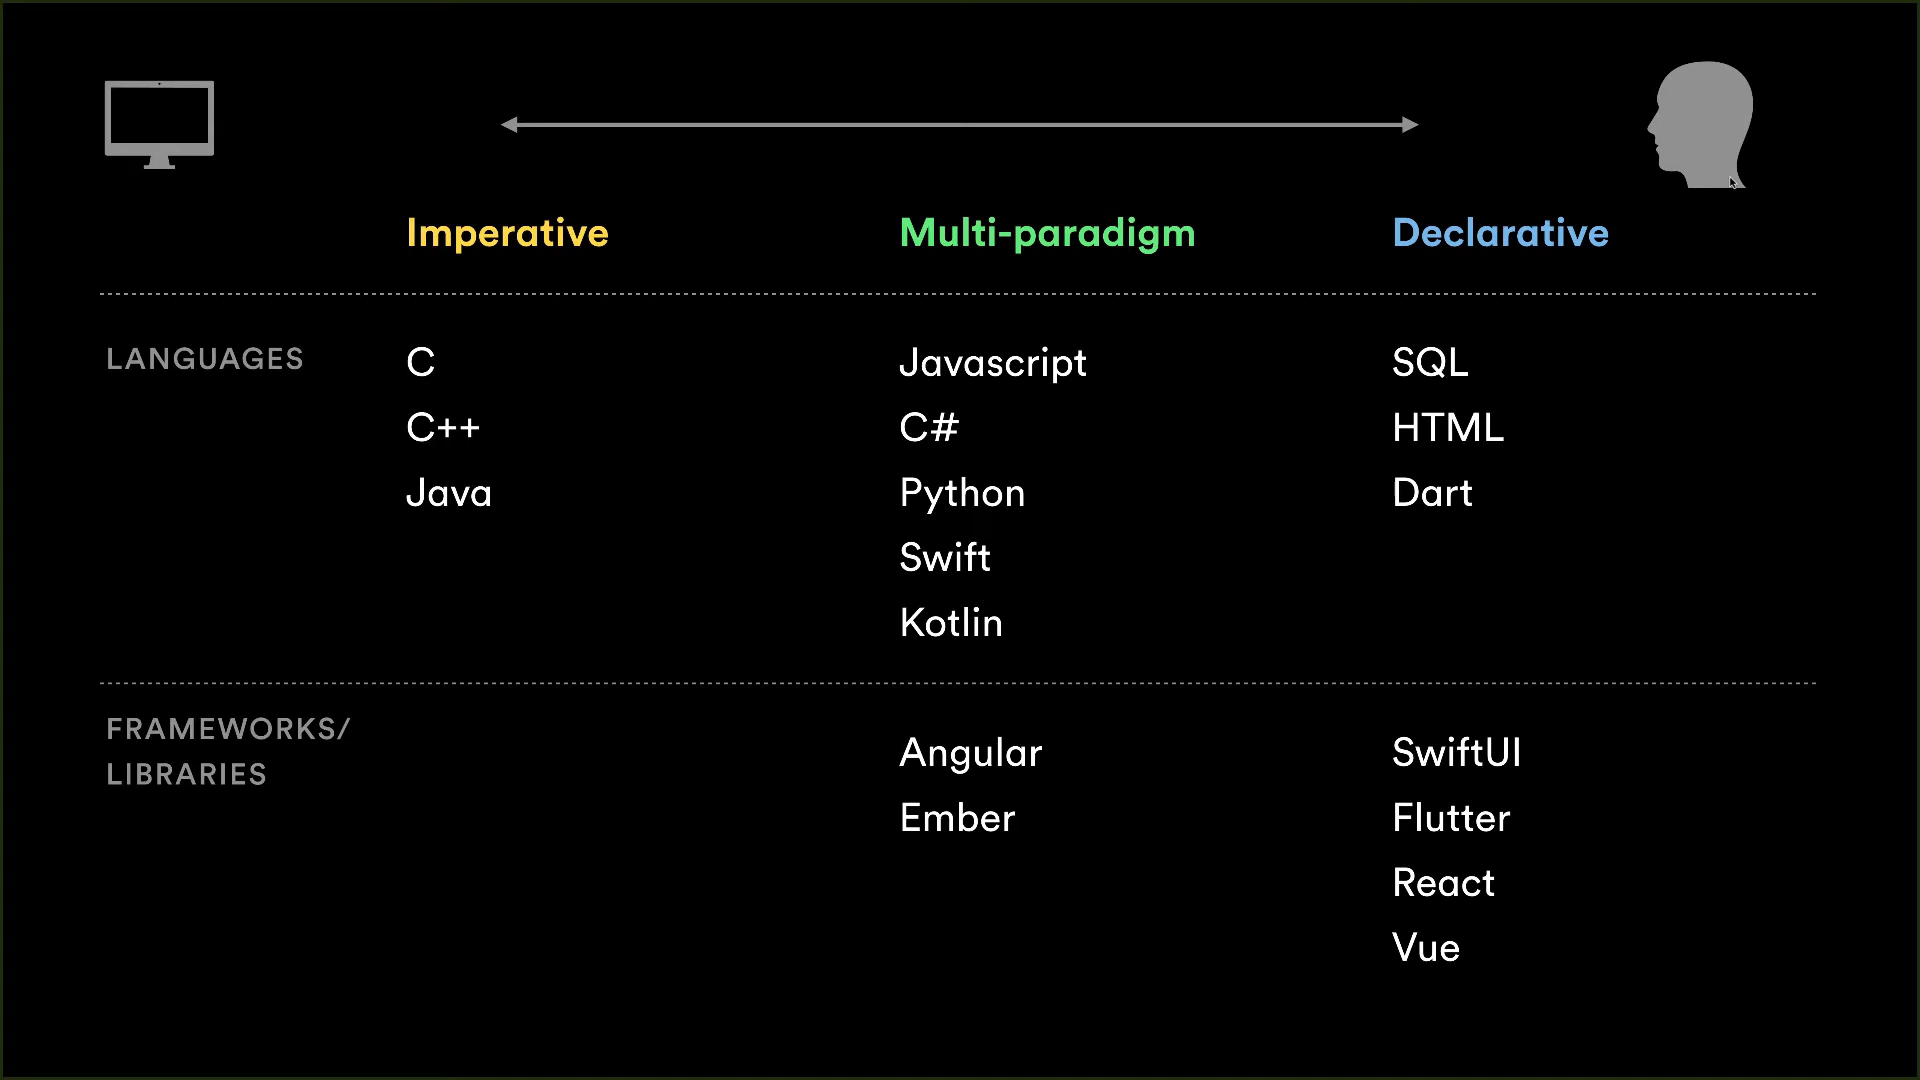 Imperative Multi-paradigm Declarative
LANGUAGES C Javascript SQL
C++ C# HTML
Java Python Dart
Swift
Kotlin
FRAMEWORKS/
LIBRARIES
Angular SwiftUI
Ember Flutter
React
Vue